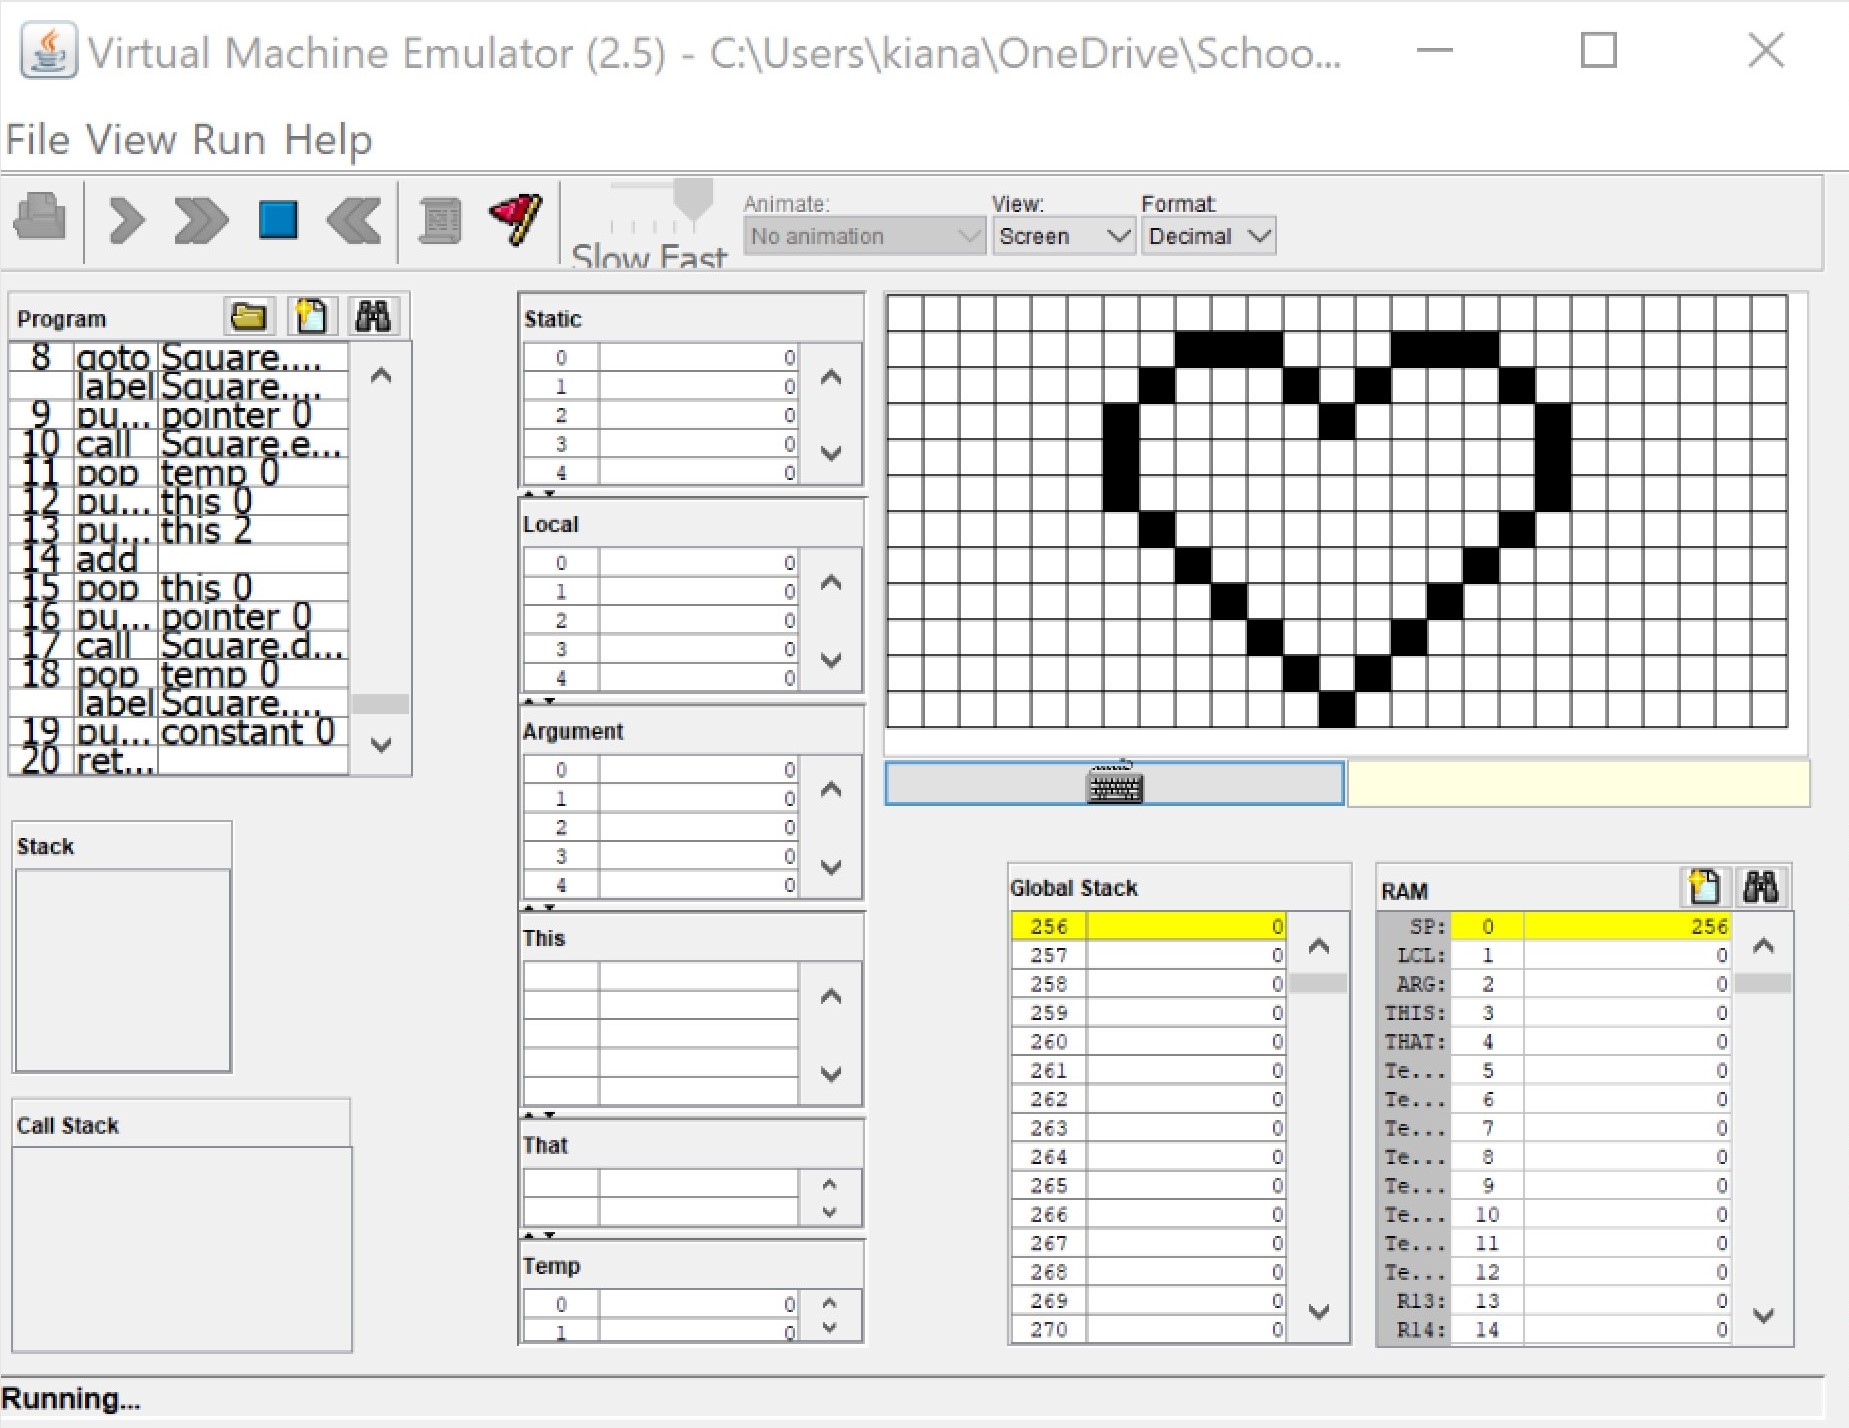 Virtual Machine Emulator (2.5) - C:\Users\kiana\OneDrive\Schoo...
File View Run Help
Slow Fast
Animate:
No animation
View:
Screen
Format
Decimal
Program
8 goto Square....
label Square....
9 pu... pointer 0
10 call Square.e...
11 pop temp 0
12 pu... this 0
13 pu... this 2
14 add
15 pop this 0
16 pu... pointer 0
17 call Square.d...
18 pop temp 0
label Square....
19 pu... constant 0
20 ret...
Stack
Call Stack
Static
0 0
1 0
2 0
3 0
4 0
Local
0 0
1 0
2 0
3 0
4 0
Argument
0 0
1 0
2 0
3 0
4 0
This
That
Temp
0 0
1 0
Global Stack
256 0
257 0
258 0
259 0
260 0
261 0
262 0
263 0
264 0
265 0
266 0
267 0
268 0
269 0
270 0
RAM
SP: 0 256
LCL: 1 0
ARG: 2 0
THIS: 3 0
THAT: 4 0
Te... 5 0
Te... 6 0
Te... 7 0
Te... 8 0
Te... 9 0
Te... 10 0
Te... 11 0
Te... 12 0
R13: 13 0
R14: 14 0
Running...